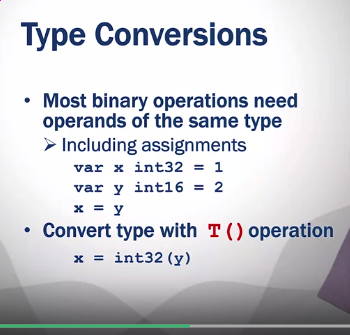 Type Conversions
• Most binary operations need
operands of the same type
➢ Including assignments
var x int32 = 1
var y int16 = 2
x = y
• Convert type with T() operation
x = int32(y)